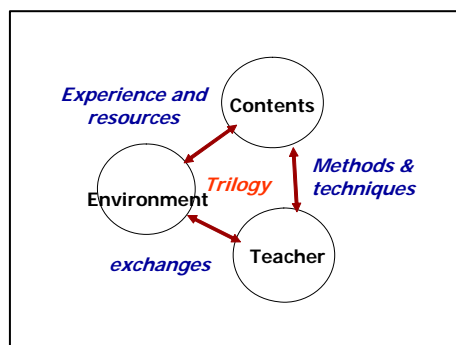 Experience and
resources
Contents
Trilogy
Methods &
techniques
Environment
exchanges
Teacher